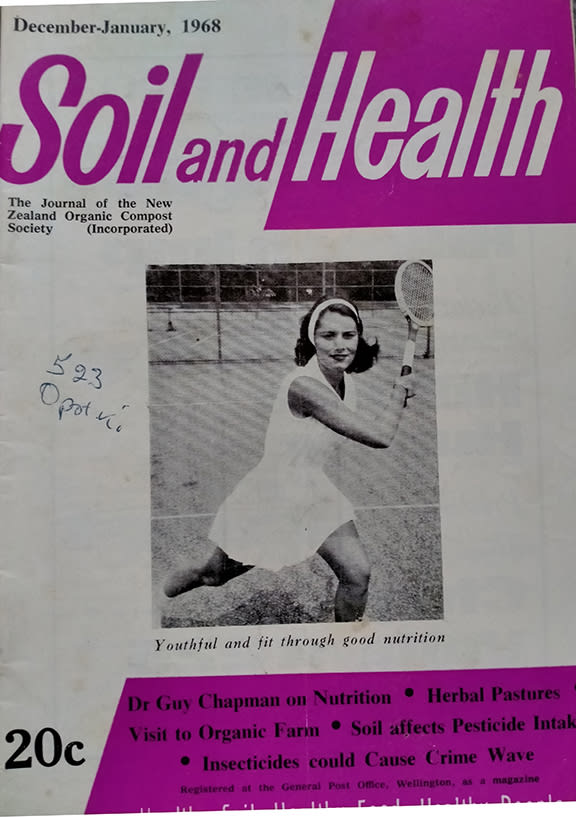 December-January, 1968
Soil and Health
The Journal of the New
Zealand Organic Compost
Society (Incorporated)
523
Opotiki
Youthful and fit through good nutrition
Dr Guy Chapman on Nutrition • Herbal Pastures •
Visit to Organic Farm • Soil affects Pesticide Intak
• Insecticides could Cause Crime Wave
20c
Registered at the General Post Office, Wellington, as a magazine